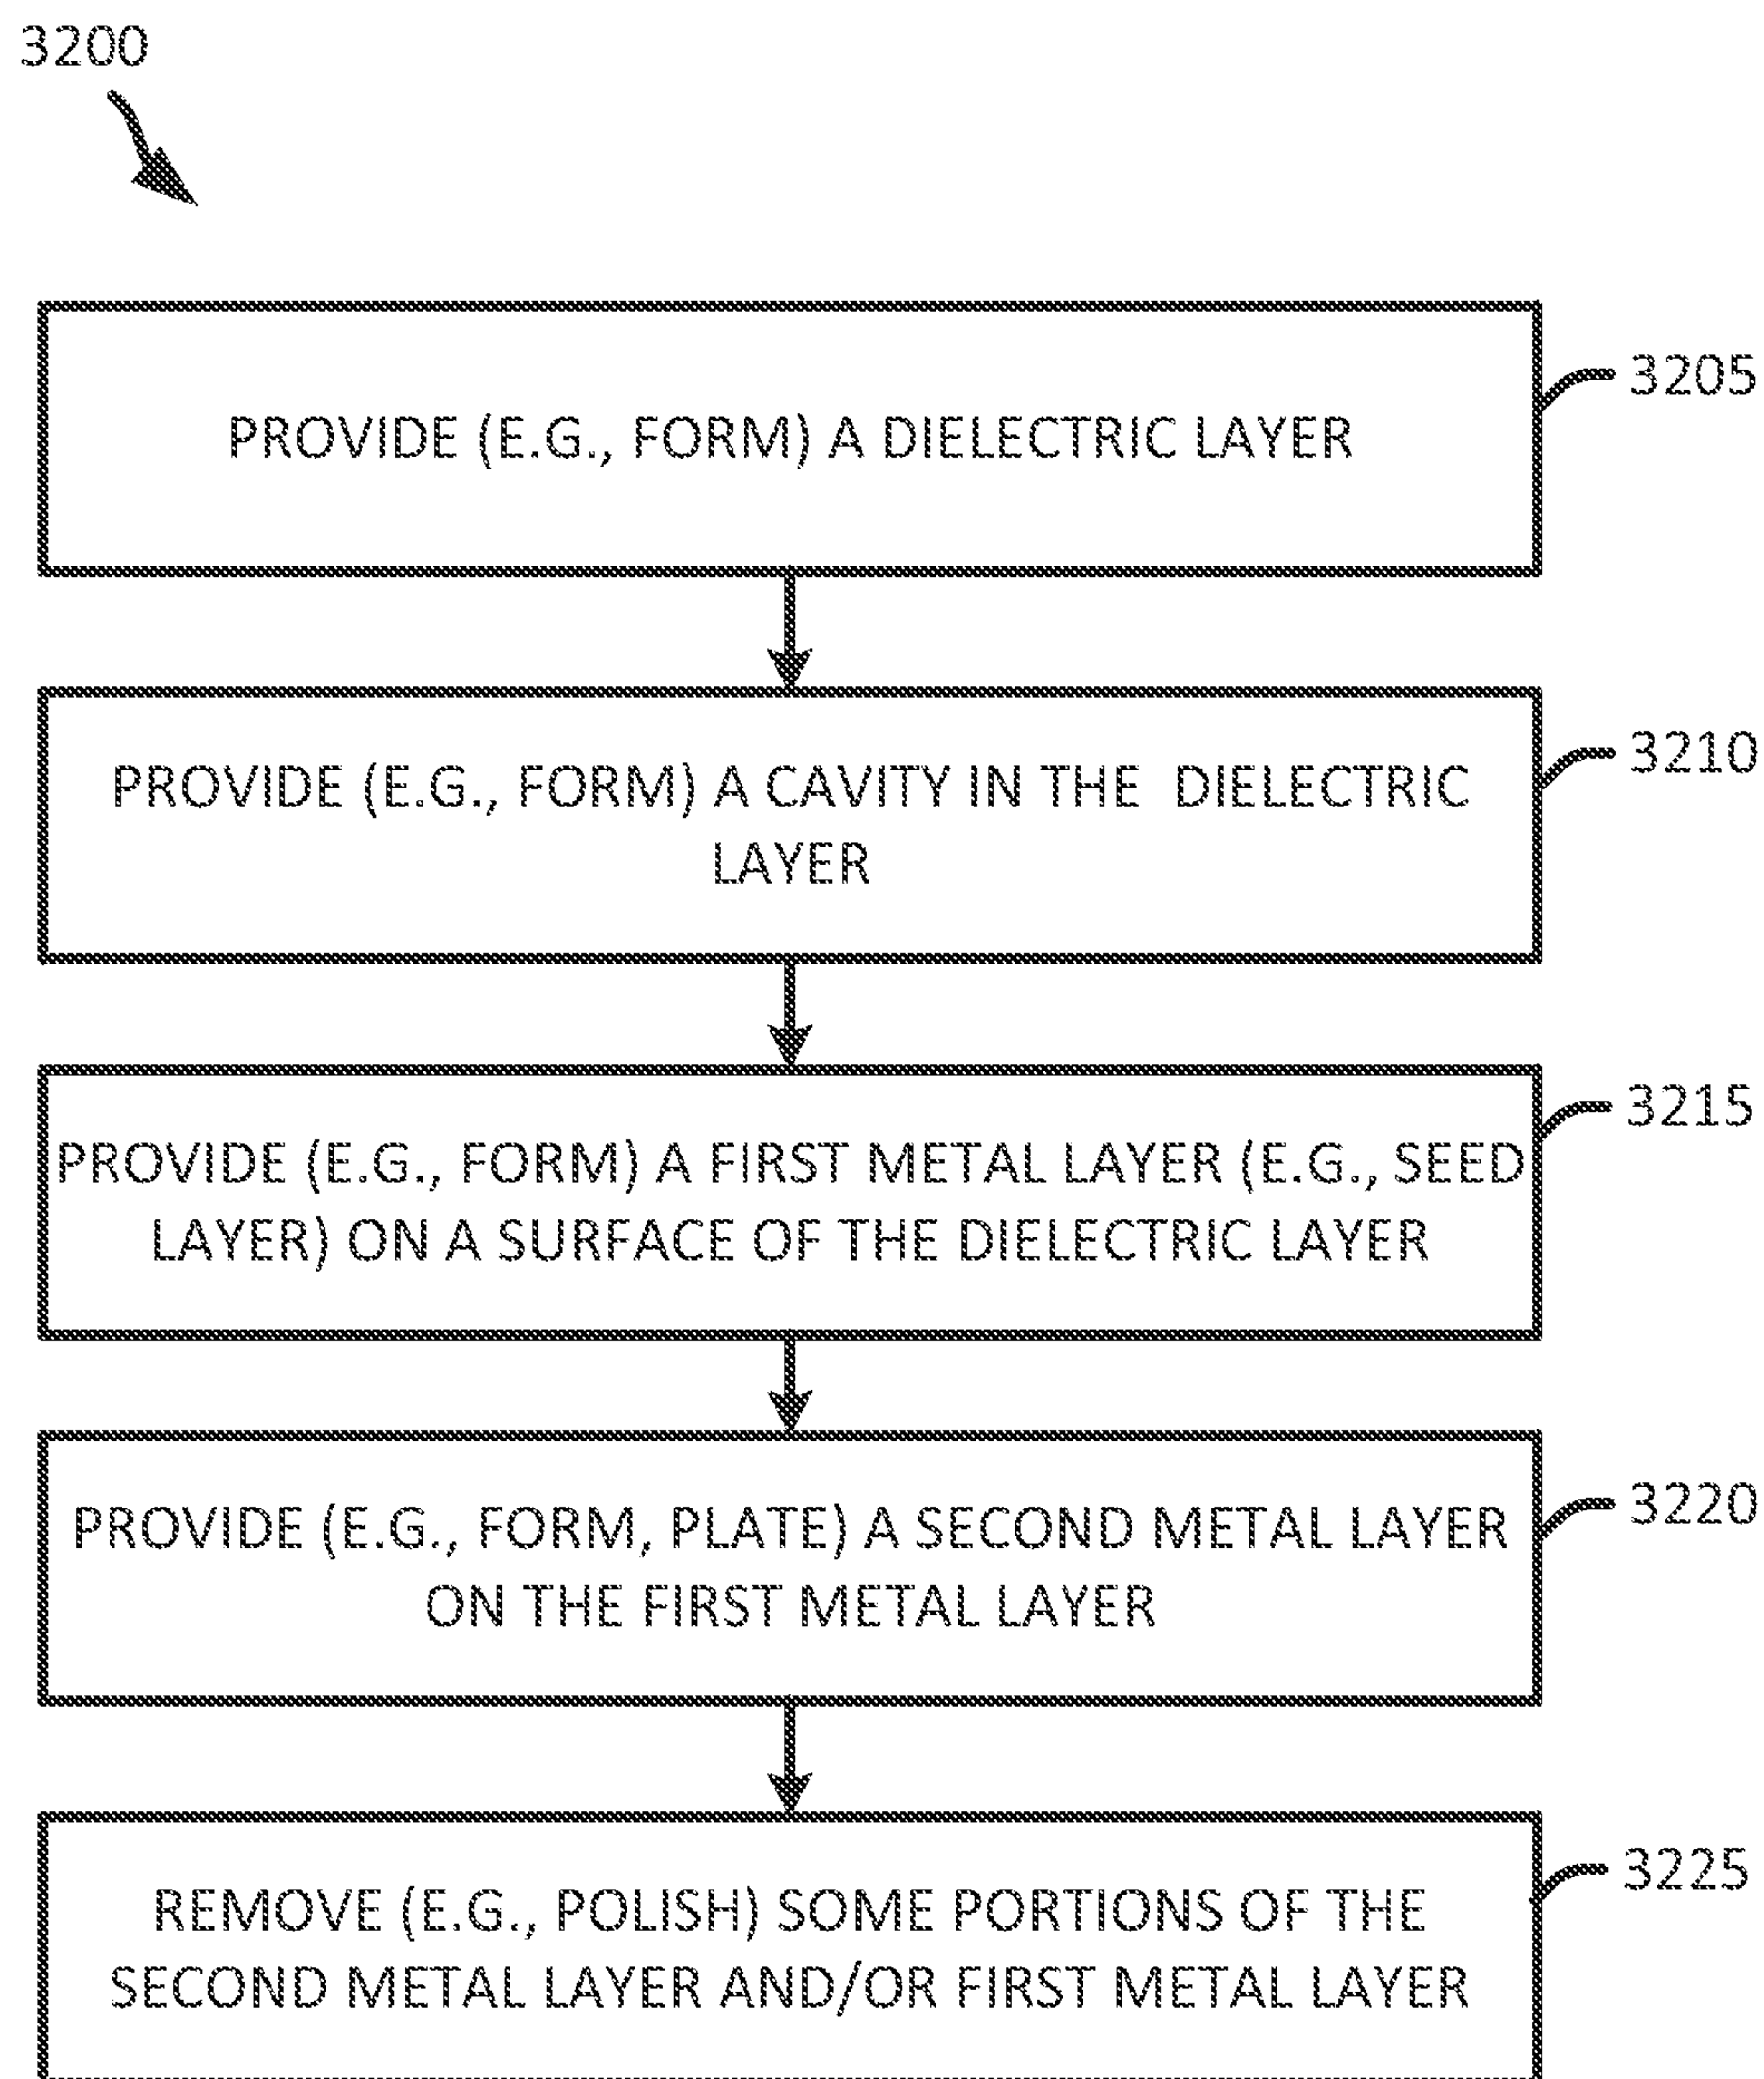 3200
PROVIDE (E.G., FORM) A DIELECTRIC LAYER
3205
PROVIDE (E.G., FORM) A CAVITY IN THE DIELECTRIC
LAYER
3210
PROVIDE (E.G., FORM) A FIRST METAL LAYER (E.G., SEED
LAYER) ON A SURFACE OF THE DIELECTRIC LAYER
3215
PROVIDE (E.G., FORM, PLATE) A SECOND METAL LAYER
ON THE FIRST METAL LAYER
3220
REMOVE (E.G., POLISH) SOME PORTIONS OF THE
SECOND METAL LAYER AND/OR FIRST METAL LAYER
3225